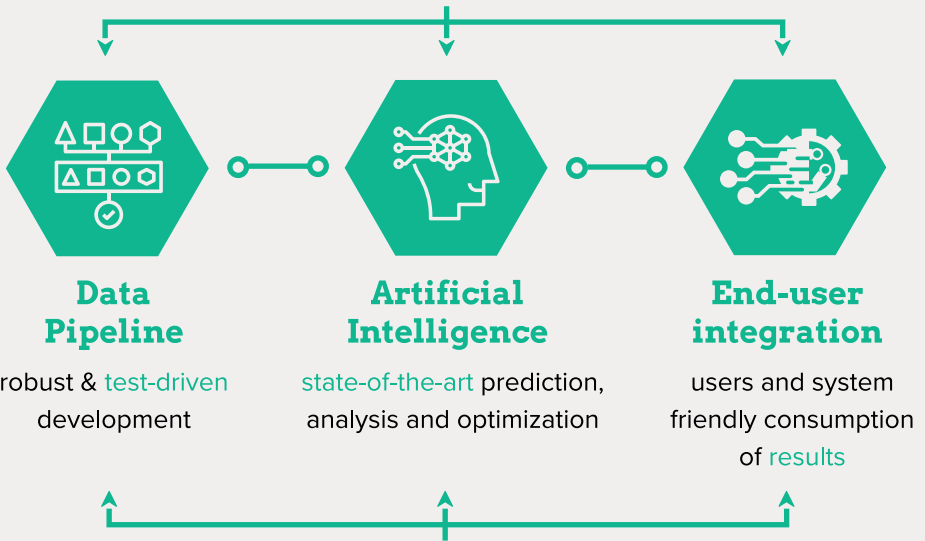 Data
Pipeline
robust & test-driven
development
Artificial
Intelligence
state-of-the-art prediction,
analysis and optimization
End-user
integration
users and system
friendly consumption
of results